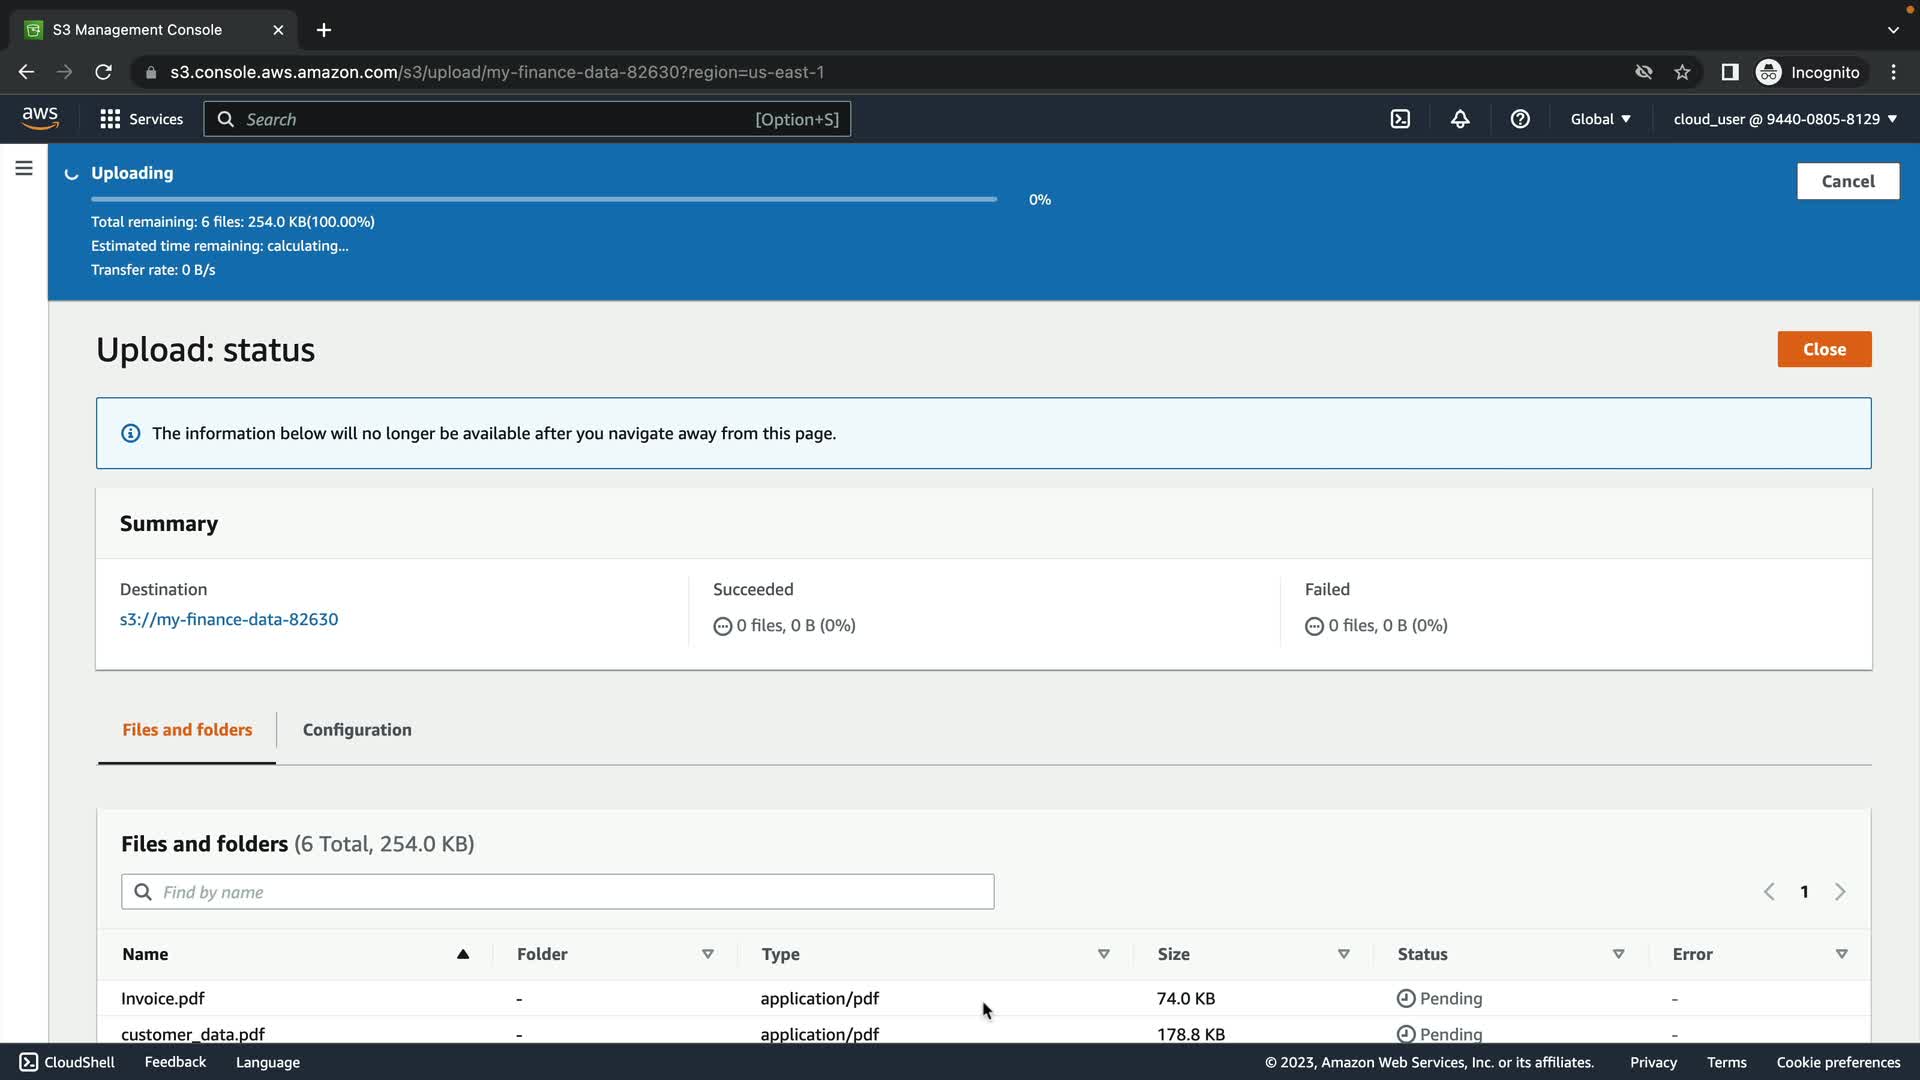 S3 Management Console
s3.console.aws.amazon.com/s3/upload/my-finance-data-82630?region=us-east-1
Incognito
aws
Services
Search
[Option+S]
Global
cloud_user @ 9440-0805-8129
Uploading
0%
Cancel
Total remaining: 6 files: 254.0 KB(100.00%)
Estimated time remaining: calculating...
Transfer rate: 0 B/s
Upload: status
Close
The information below will no longer be available after you navigate away from this page.
Summary
Destination
s3://my-finance-data-82630
Succeeded
0 files, 0 B (0%)
Failed
0 files, 0 B (0%)
Files and folders
Configuration
Files and folders (6 Total, 254.0 KB)
Find by name
1
Name Folder Type Size Status Error
Invoice.pdf - application/pdf 74.0 KB Pending -
customer_data.pdf - application/pdf 178.8 KB Pending -
CloudShell Feedback Language
© 2023, Amazon Web Services, Inc. or its affiliates. Privacy Terms Cookie preferences